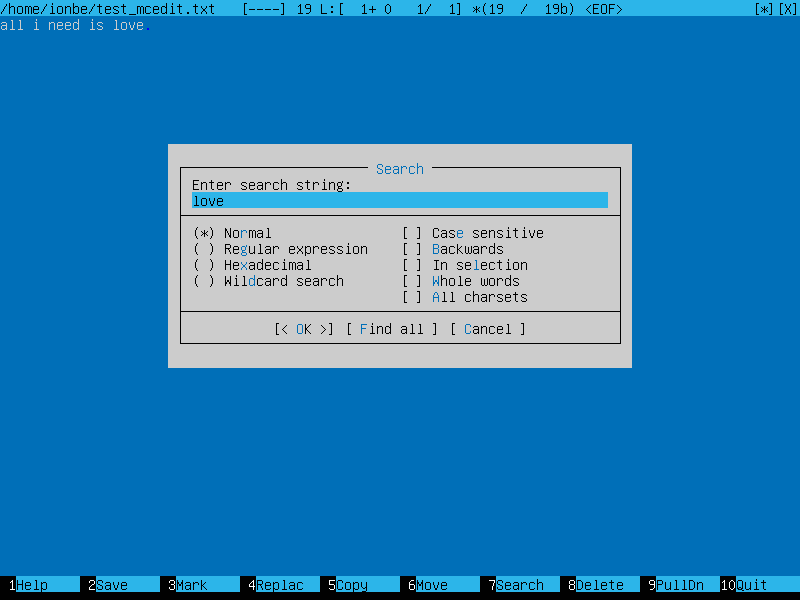 /home/ionbe/test_mcedit.txt [----] 19 L:[ 1+ 0 1/ 1] *(19 / 19b) <EOF> [*][X]
all i need is love.
Search
Enter search string:
love
(*) Normal [ ] Case sensitive
( ) Regular expression [ ] Backwards
( ) Hexadecimal [ ] In selection
( ) Wildcard search [ ] Whole words
[ ] All charsets
[< OK >] [ Find all ] [ Cancel ]
1Help 2Save 3Mark 4Replac 5Copy 6Move 7Search 8Delete 9PullDn 10Quit